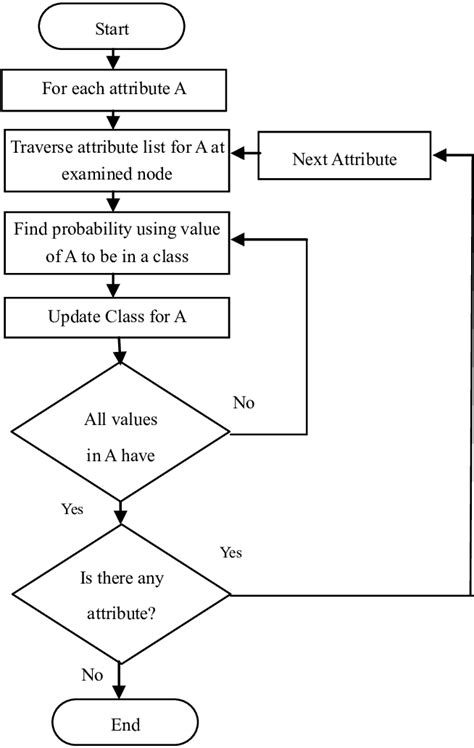 Start
For each attribute A
Traverse attribute list for A at
examined node
Next Attribute
Find probability using value
of A to be in a class
Update Class for A
No
All values
in A have
Yes
Yes
Is there any
attribute?
No
End